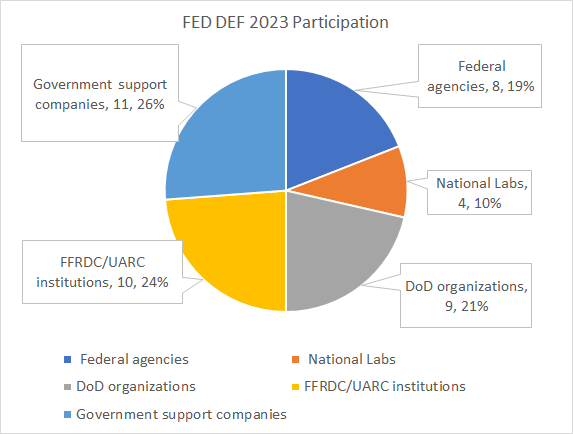 FED DEF 2023 Participation
Government support
companies, 11, 26%
Federal
agencies, 8, 19%
National Labs,
4, 10%
FFRDC/UARC
institutions, 10, 24%
DoD organizations,
9, 21%
Federal agencies
National Labs
DoD organizations
FFRDC/UARC institutions
Government support companies